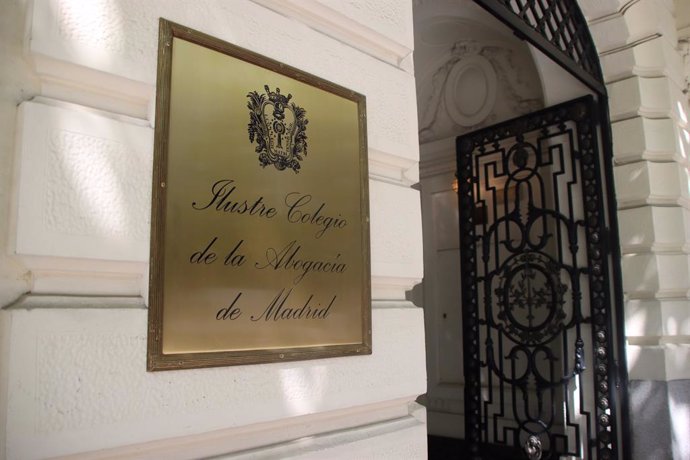 Ilustre Colegio
de la Abogacía
de Madrid